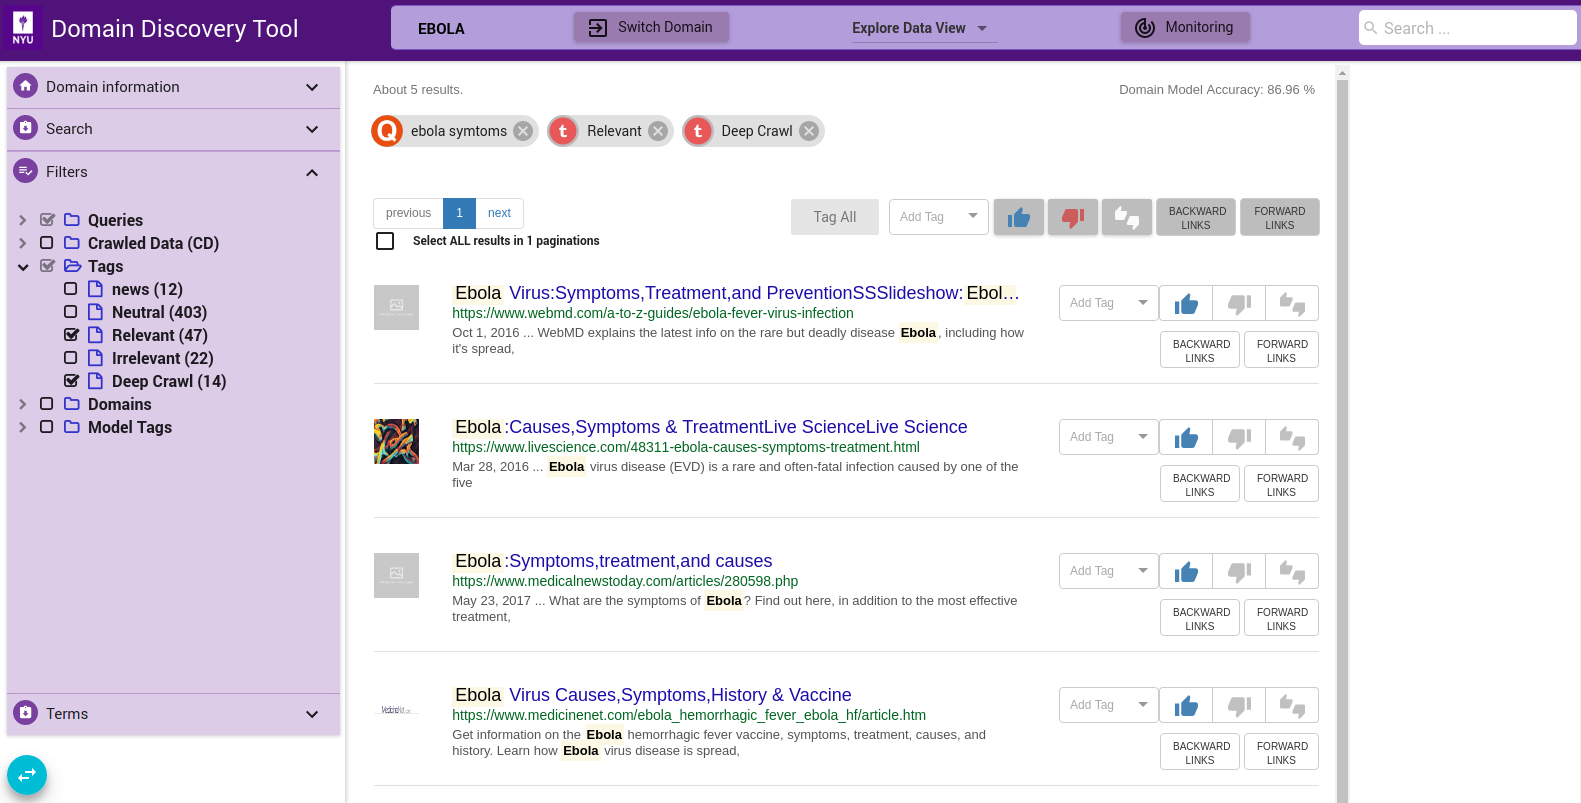 NYU
Domain Discovery Tool
EBOLA
Switch Domain
Explore Data View
Monitoring
Search ...
Domain information
Search
Filters
Queries
Crawled Data (CD)
Tags
news (12)
Neutral (403)
Relevant (47)
Irrelevant (22)
Deep Crawl (14)
Domains
Model Tags
Terms
About 5 results.
Domain Model Accuracy: 86.96 %
Q ebola symtoms
t Relevant
t Deep Crawl
previous 1 next
Select ALL results in 1 paginations
Tag All
Add Tag
BACKWARD LINKS
FORWARD LINKS
Ebola Virus:Symptoms,Treatment,and PreventionSSSlideshow: Ebol...
https://www.webmd.com/a-to-z-guides/ebola-fever-virus-infection
Oct 1, 2016 ... WebMD explains the latest info on the rare but deadly disease Ebola, including how
it's spread,
Add Tag
BACKWARD LINKS
FORWARD LINKS
Ebola:Causes,Symptoms & TreatmentLive ScienceLive Science
https://www.livescience.com/48311-ebola-causes-symptoms-treatment.html
Mar 28, 2016 ... Ebola virus disease (EVD) is a rare and often-fatal infection caused by one of the
five
Add Tag
BACKWARD LINKS
FORWARD LINKS
Ebola:Symptoms,treatment,and causes
https://www.medicalnewstoday.com/articles/280598.php
May 23, 2017 ... What are the symptoms of Ebola? Find out here, in addition to the most effective
treatment,
Add Tag
BACKWARD LINKS
FORWARD LINKS
Ebola Virus Causes,Symptoms,History & Vaccine
https://www.medicinenet.com/ebola_hemorrhagic_fever_ebola_hf/article.htm
Get information on the Ebola hemorrhagic fever vaccine, symptoms, treatment, causes, and
history. Learn how Ebola virus disease is spread,
Add Tag
BACKWARD LINKS
FORWARD LINKS